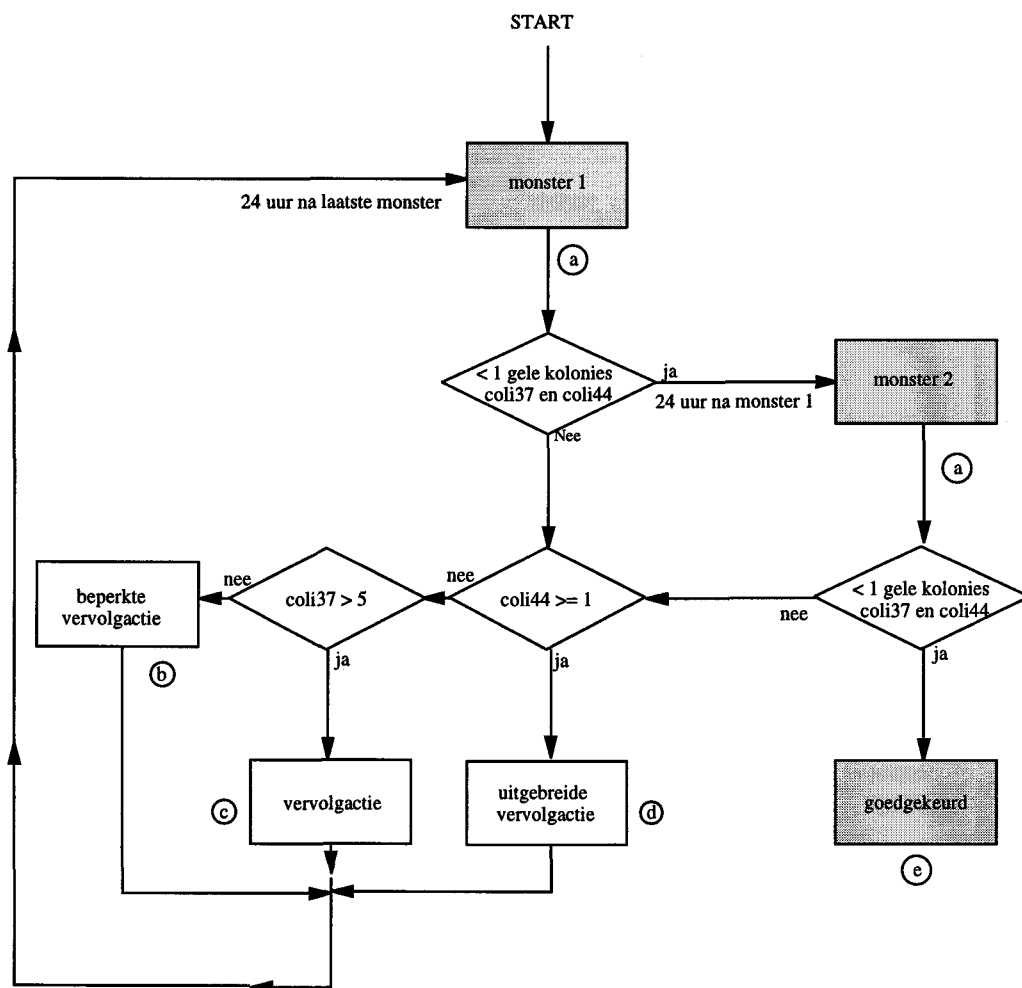 START
monster 1
24 uur na laatste monster
a
< 1 gele kolonies
coli37 en coli44
ja
24 uur na monster 1
monster 2
Nee
a
beperkte
vervolgactie
nee
coli37 > 5
nee
coli44 >= 1
nee
< 1 gele kolonies
coli37 en coli44
b
ja
ja
ja
c
vervolgactie
uitgebreide
vervolgactie
d
goedgekeurd
e